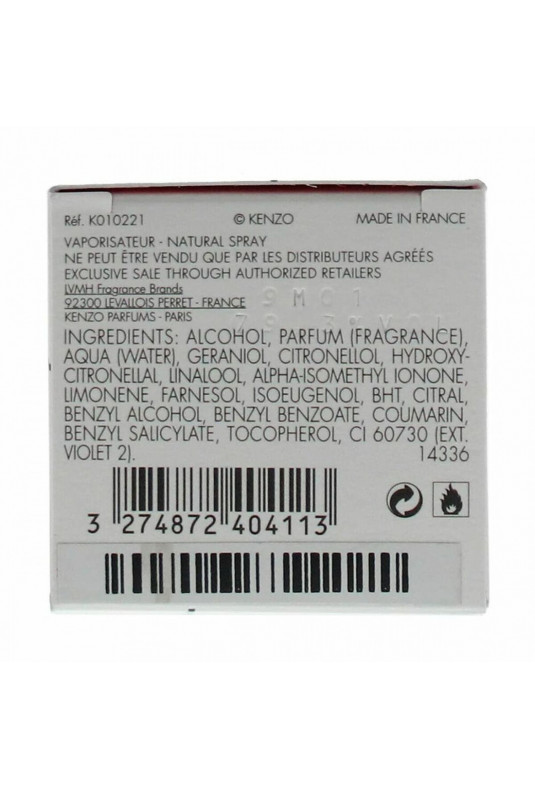 Réf. K010221 © KENZO MADE IN FRANCE
VAPORISATEUR - NATURAL SPRAY
NE PEUT ÊTRE VENDU QUE PAR LES DISTRIBUTEURS AGRÉÉS
EXCLUSIVE SALE THROUGH AUTHORIZED RETAILERS
LVMH Fragrance Brands
92300 LEVALLOIS PERRET - FRANCE
KENZO PARFUMS - PARIS
9M01
INGREDIENTS: ALCOHOL, PARFUM (FRAGRANCE),
AQUA (WATER), GERANIOL, CITRONELLOL, HYDROXY-
CITRONELLAL, LINALOOL, ALPHA-ISOMETHYL IONONE,
LIMONENE, FARNESOL, ISOEUGENOL, BHT, CITRAL,
BENZYL ALCOHOL, BENZYL BENZOATE, COUMARIN,
BENZYL SALICYLATE, TOCOPHEROL, CI 60730 (EXT.
VIOLET 2). 14336
3 274872 404113